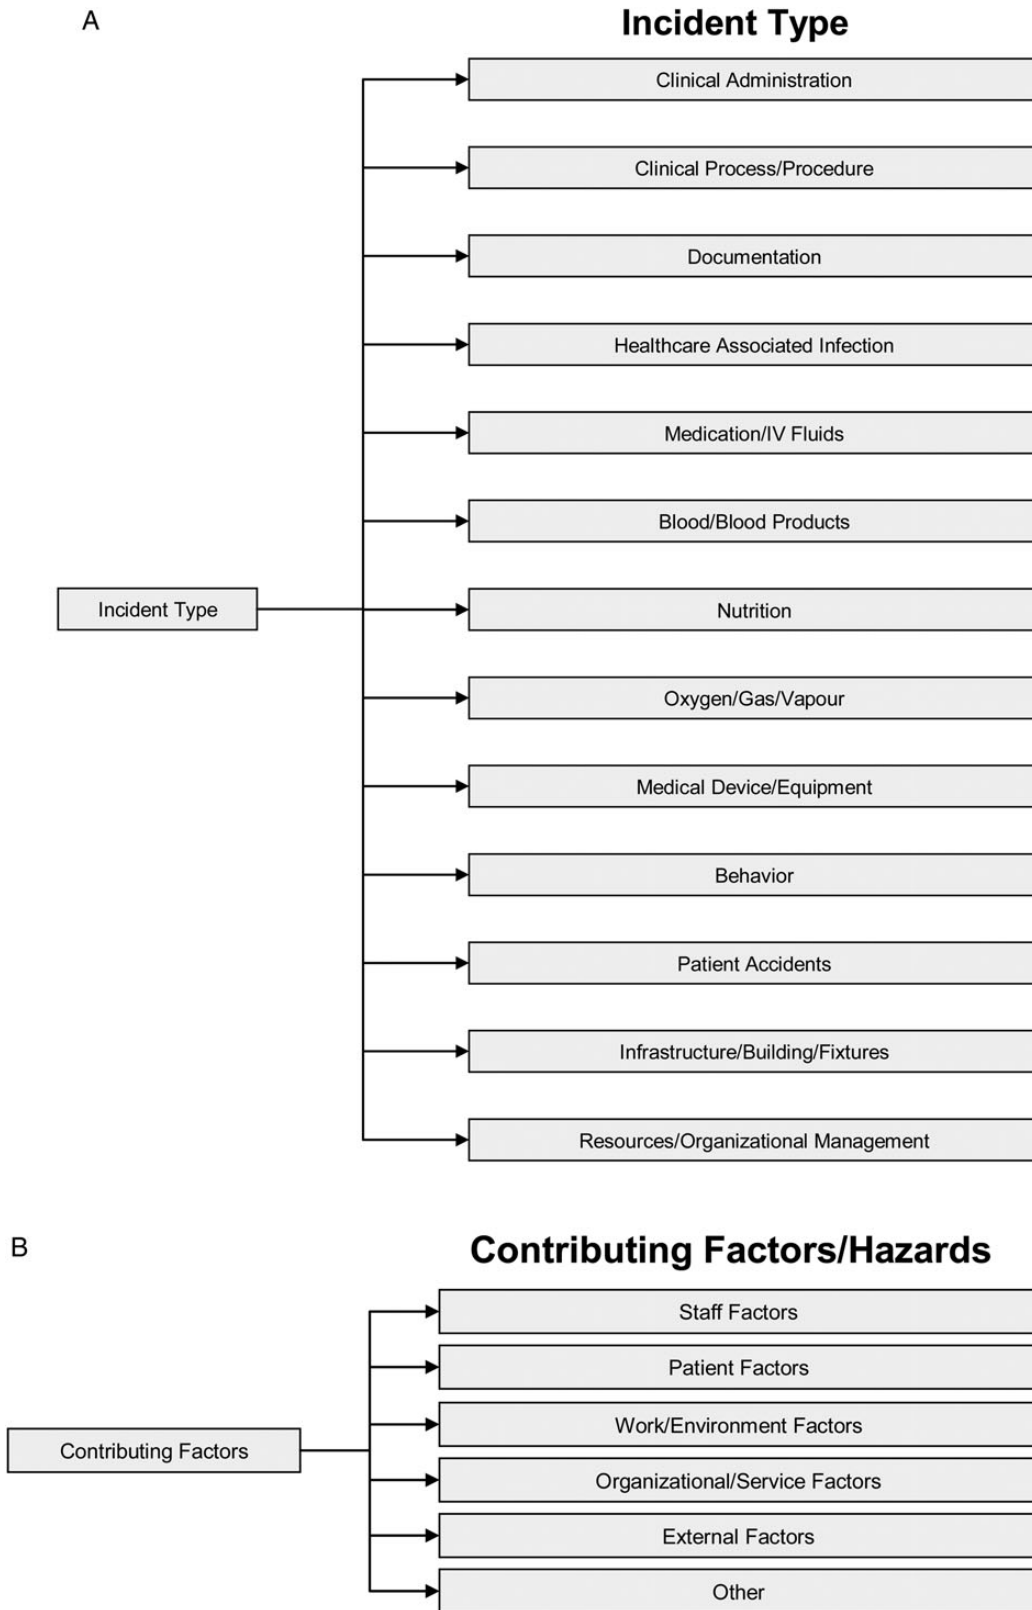 A
Incident Type
Clinical Administration
Clinical Process/Procedure
Documentation
Healthcare Associated Infection
Medication/IV Fluids
Blood/Blood Products
Incident Type
Nutrition
Oxygen/Gas/Vapour
Medical Device/Equipment
Behavior
Patient Accidents
Infrastructure/Building/Fixtures
Resources/Organizational Management
B
Contributing Factors/Hazards
Staff Factors
Patient Factors
Work/Environment Factors
Contributing Factors
Organizational/Service Factors
External Factors
Other